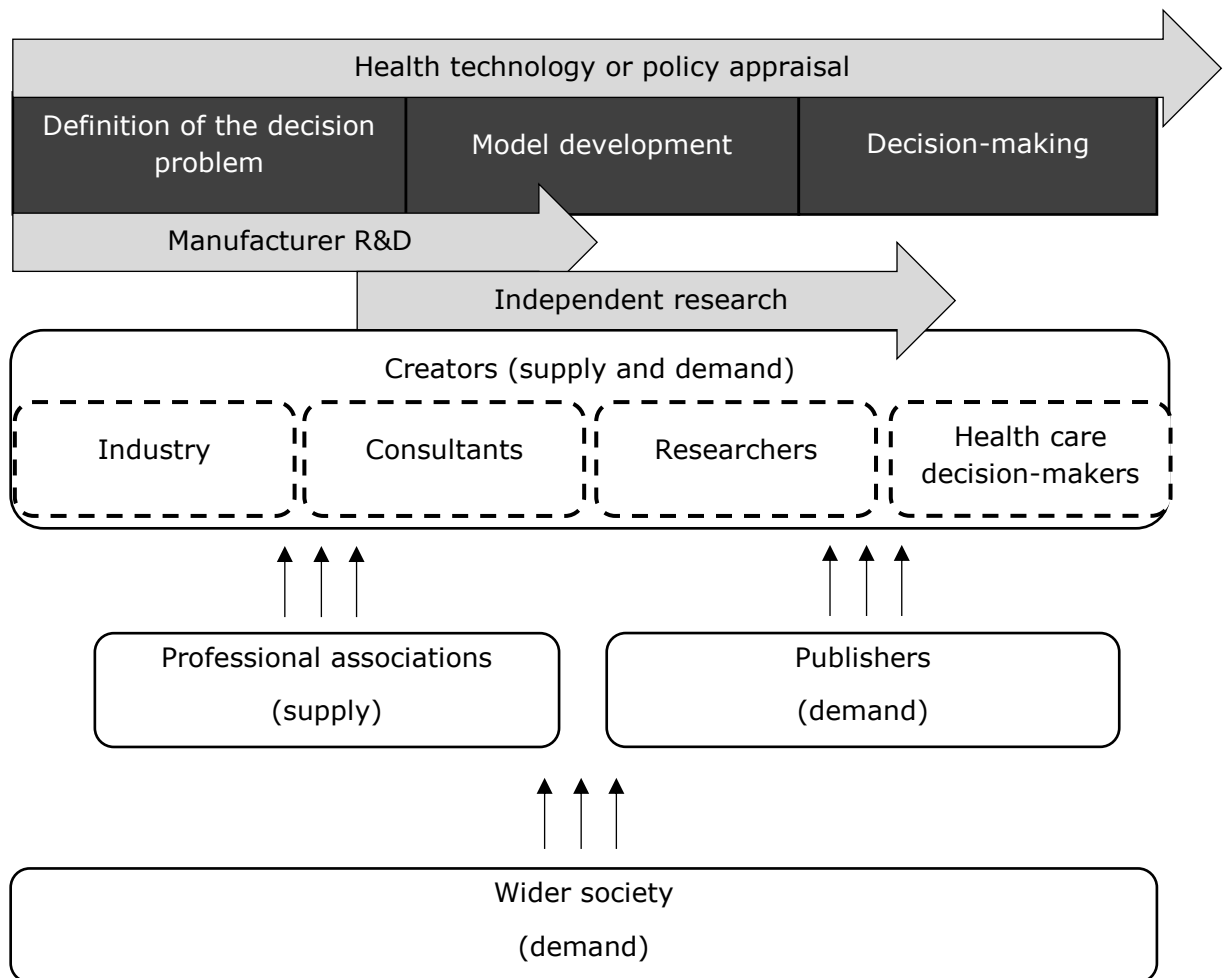 Health technology or policy appraisal
Definition of the decision
problem
Model development
Decision-making
Manufacturer R&D
Independent research
Creators (supply and demand)
Industry
Consultants
Researchers
Health care
decision-makers
Professional associations
(supply)
Publishers
(demand)
Wider society
(demand)